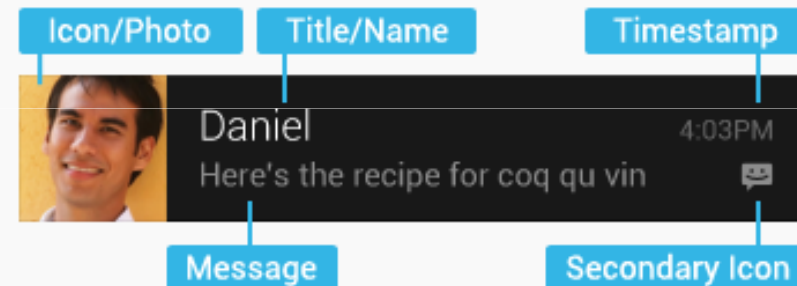 Icon/Photo Title/Name Timestamp
Daniel 4:03PM
Here's the recipe for coq qu vin
Message Secondary Icon